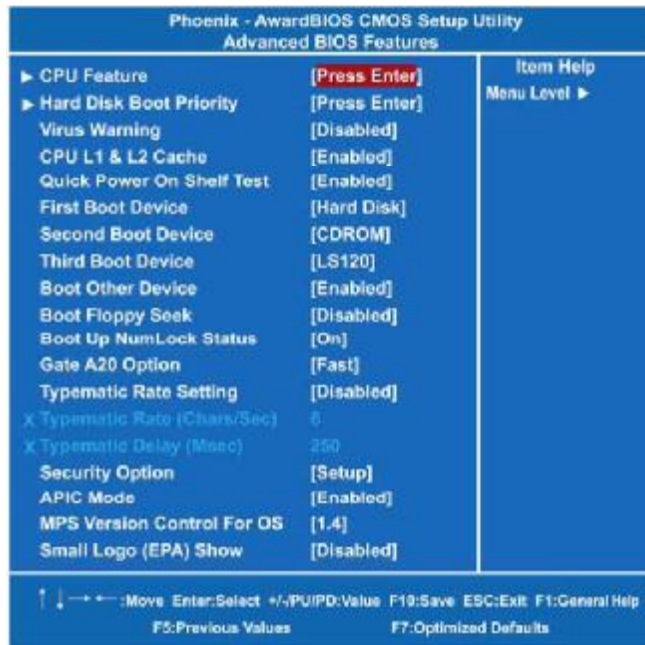 Phoenix - AwardBIOS CMOS Setup Utility
Advanced BIOS Features
▶ CPU Feature [Press Enter]
▶ Hard Disk Boot Priority [Press Enter]
Virus Warning [Disabled]
CPU L1 & L2 Cache [Enabled]
Quick Power On Shelf Test [Enabled]
First Boot Device [Hard Disk]
Second Boot Device [CDROM]
Third Boot Device [LS120]
Boot Other Device [Enabled]
Boot Floppy Seek [Disabled]
Boot Up NumLock Status [On]
Gate A20 Option [Fast]
Typematic Rate Setting [Disabled]
X Typematic Rate (Chars/Sec) 6
X Typematic Delay (Msec) 250
Security Option [Setup]
APIC Mode [Enabled]
MPS Version Control For OS [1.4]
Small Logo (EPA) Show [Disabled]
Item Help
Menu Level ▶
↑ ↓ → ← :Move Enter:Select +/-/PU/PD:Value F10:Save ESC:Exit F1:General Help
F5:Previous Values F7:Optimized Defaults